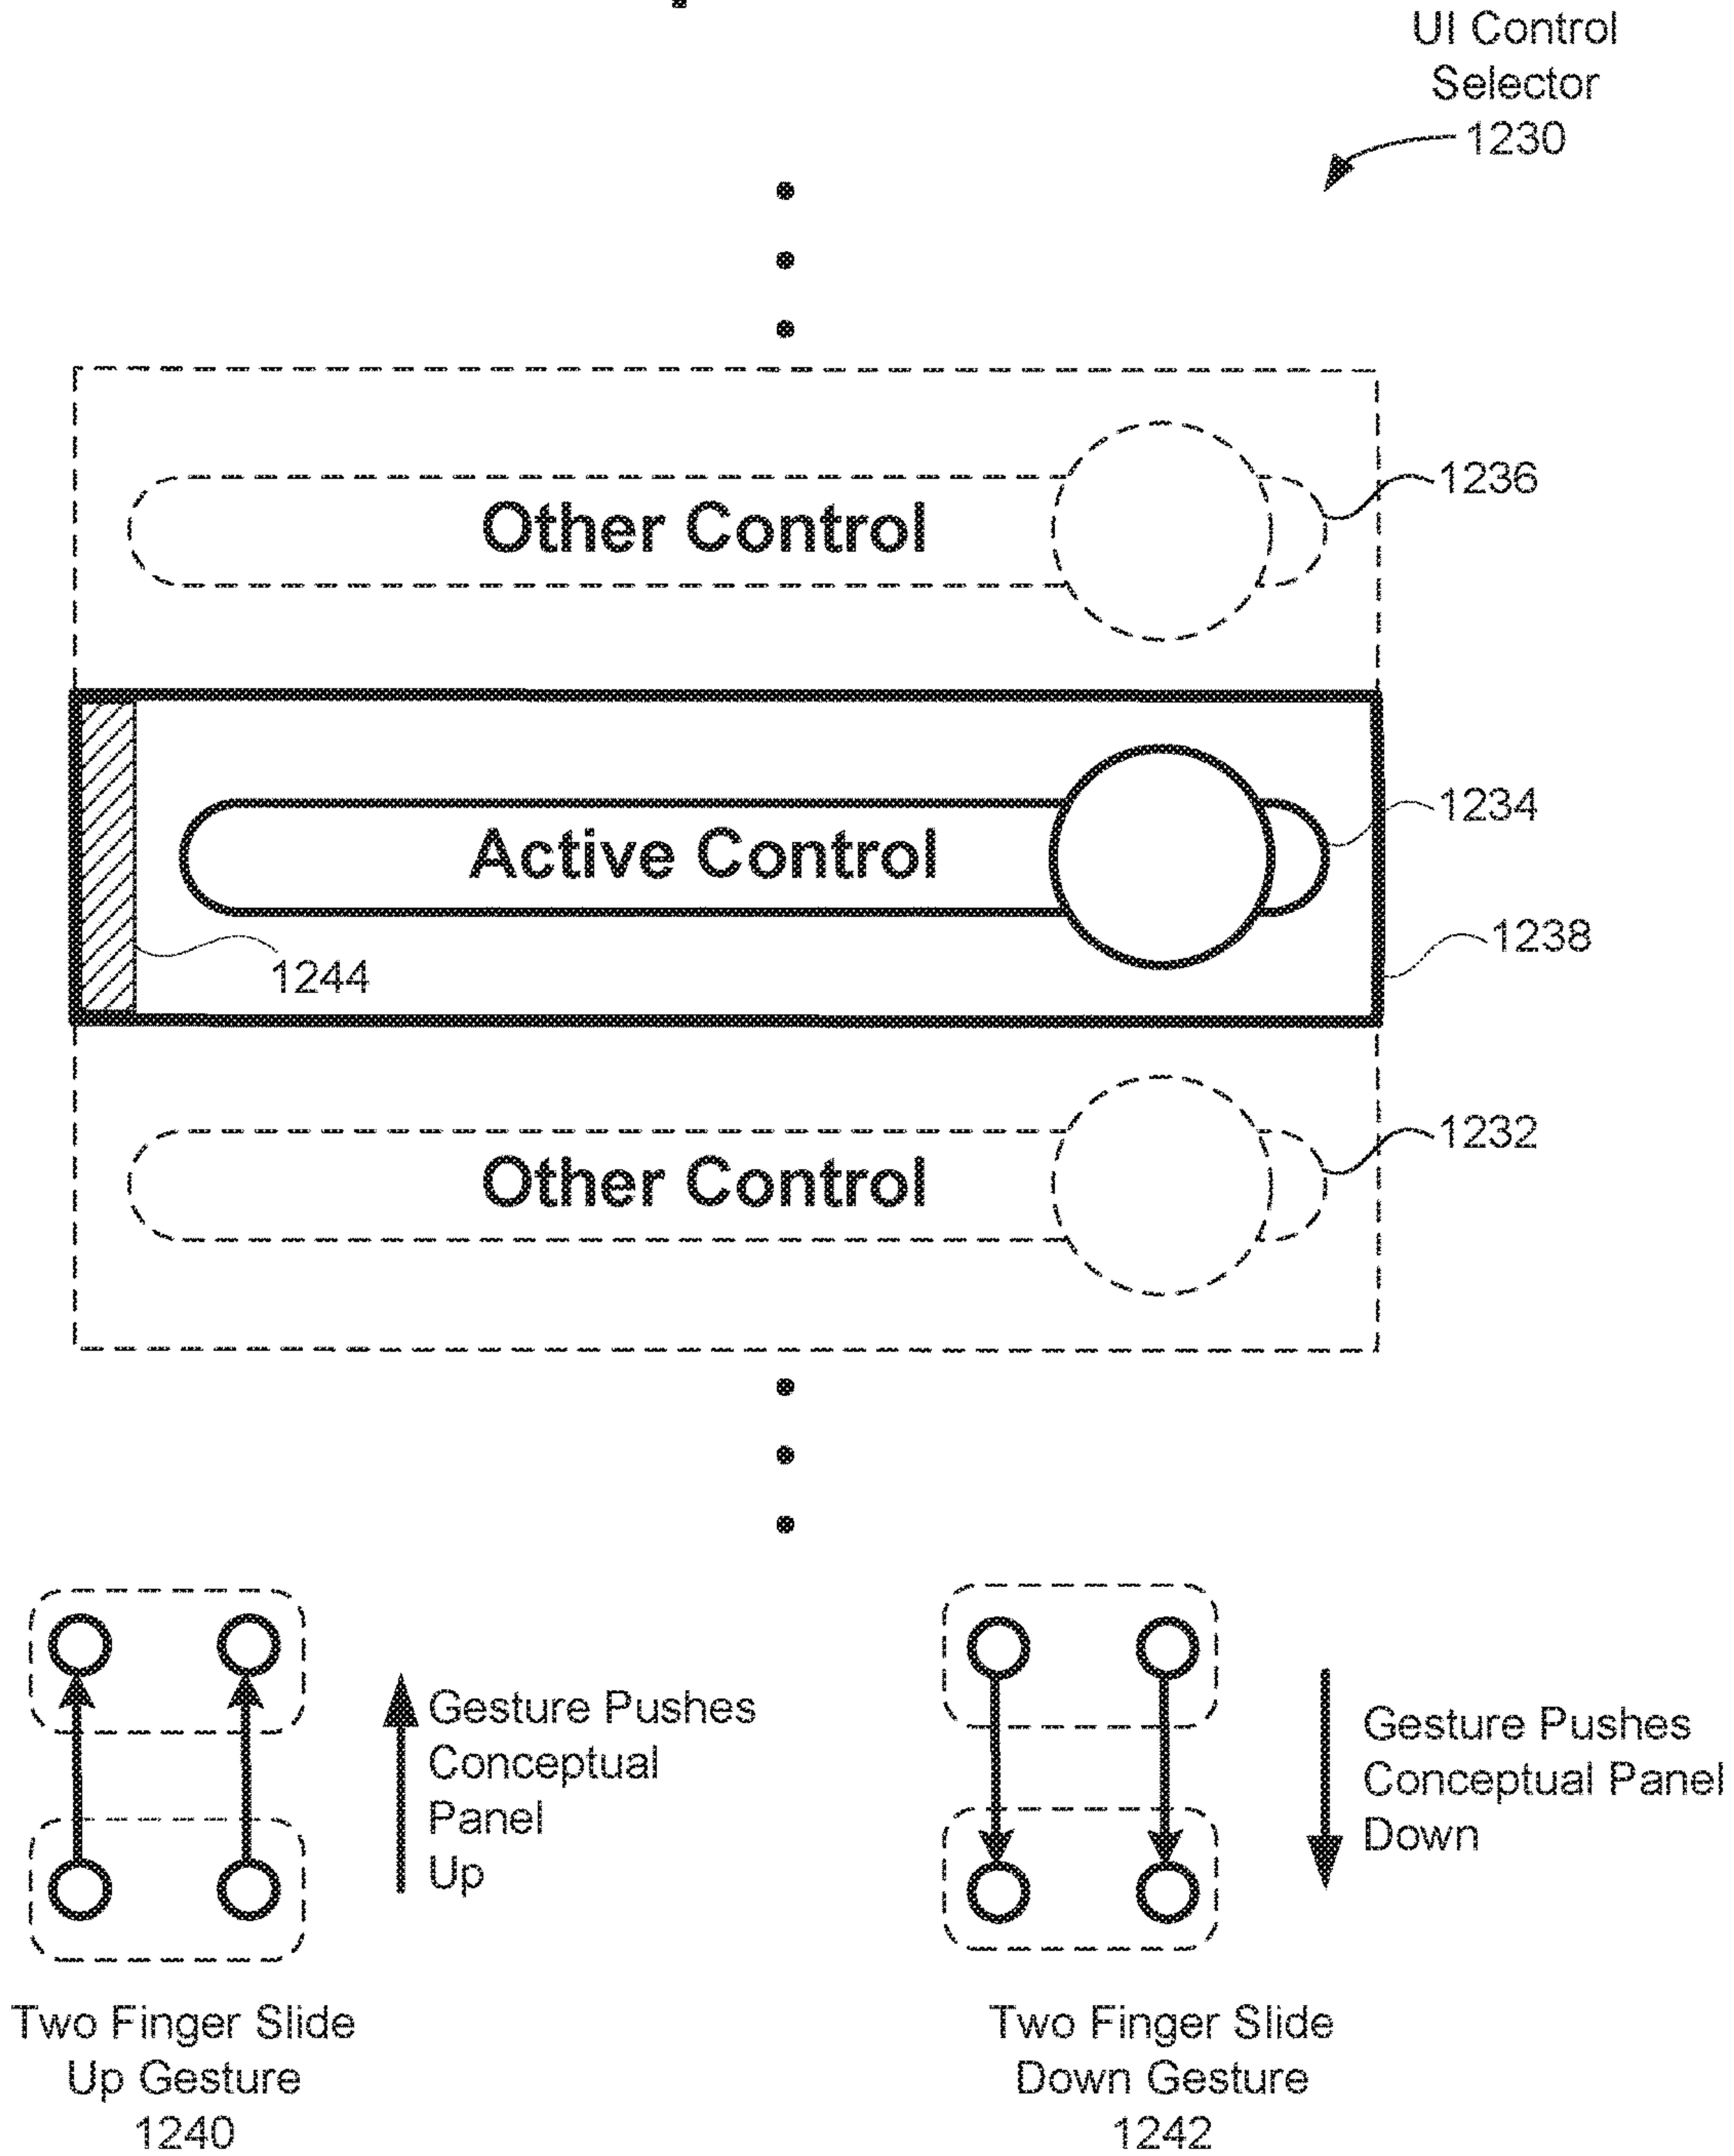 UI Control
Selector
1230
Other Control
1236
Active Control
1234
1238
1244
Other Control
1232
Gesture Pushes
Conceptual
Panel
Up
Gesture Pushes
Conceptual Panel
Down
Two Finger Slide
Up Gesture
1240
Two Finger Slide
Down Gesture
1242